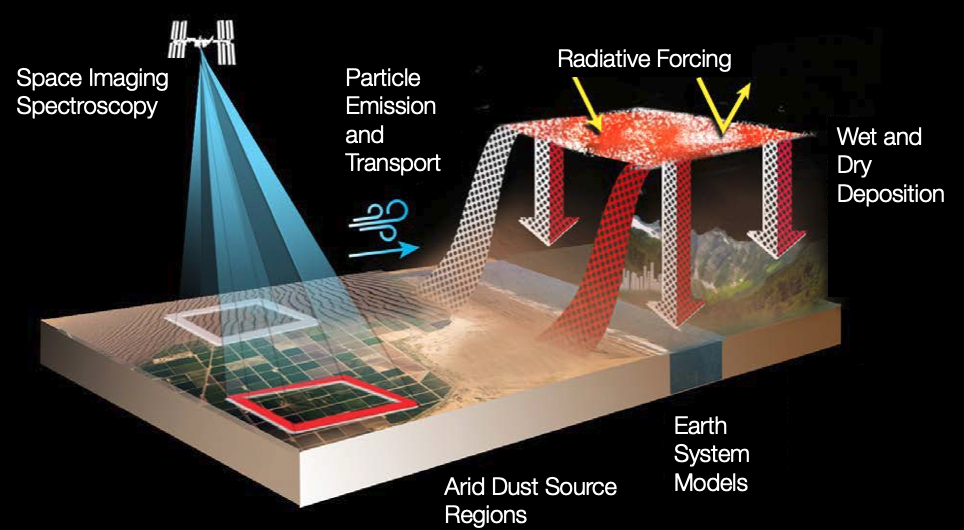 Space Imaging
Spectroscopy
Particle
Emission
and
Transport
Radiative Forcing
Wet and
Dry
Deposition
Earth
System
Models
Arid Dust Source
Regions